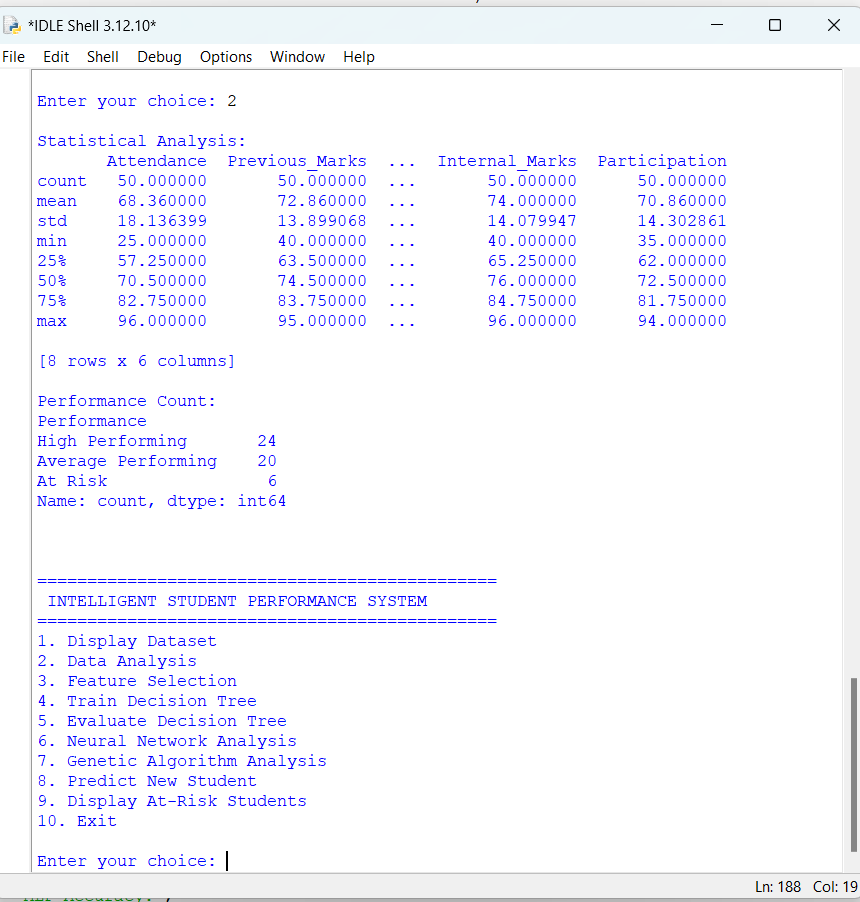 *IDLE Shell 3.12.10*
File Edit Shell Debug Options Window Help
Enter your choice: 2
Statistical Analysis:
Attendance Previous_Marks ... Internal_Marks Participation
count 50.000000 50.000000 ... 50.000000 50.000000
mean 68.360000 72.860000 ... 74.000000 70.860000
std 18.136399 13.899068 ... 14.079947 14.302861
min 25.000000 40.000000 ... 40.000000 35.000000
25% 57.250000 63.500000 ... 65.250000 62.000000
50% 70.500000 74.500000 ... 76.000000 72.500000
75% 82.750000 83.750000 ... 84.750000 81.750000
max 96.000000 95.000000 ... 96.000000 94.000000
[8 rows x 6 columns]
Performance Count:
Performance
High Performing 24
Average Performing 20
At Risk 6
Name: count, dtype: int64
==============================================
INTELLIGENT STUDENT PERFORMANCE SYSTEM
==============================================
1. Display Dataset
2. Data Analysis
3. Feature Selection
4. Train Decision Tree
5. Evaluate Decision Tree
6. Neural Network Analysis
7. Genetic Algorithm Analysis
8. Predict New Student
9. Display At-Risk Students
10. Exit
Enter your choice:
Ln: 188 Col: 19